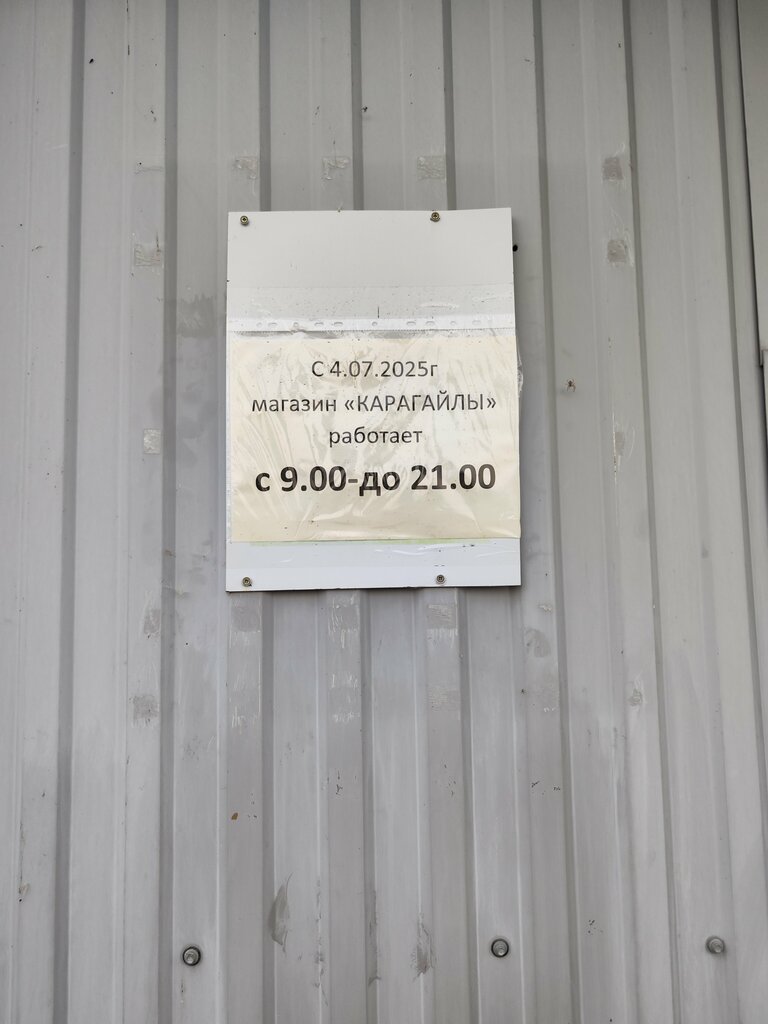 С 4.07.2025г
магазин «КАРАГАЙЛЫ»
работает
с 9.00-до 21.00